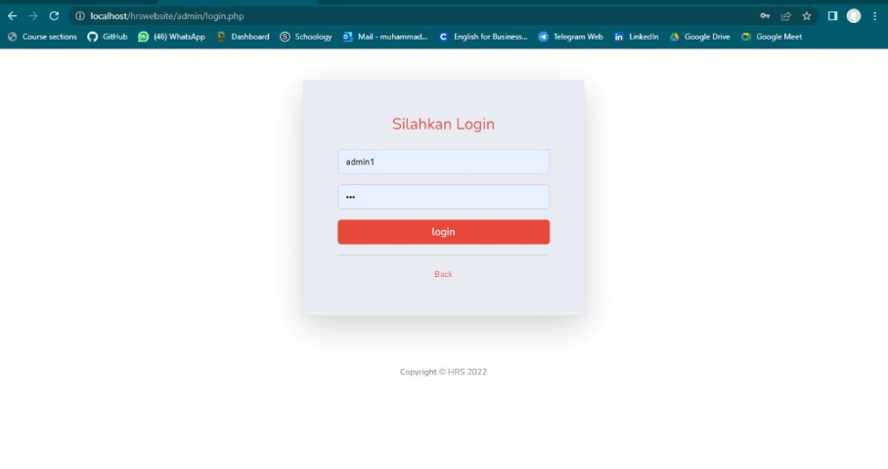 localhost/hrswebsite/admin/login.php
Course sections GitHub (46) WhatsApp Dashboard Schoology Mail - muhammad... English for Business... Telegram Web LinkedIn Google Drive Google Meet
Silahkan Login
admin1
•••
login
Back
Copyright © HRS 2022